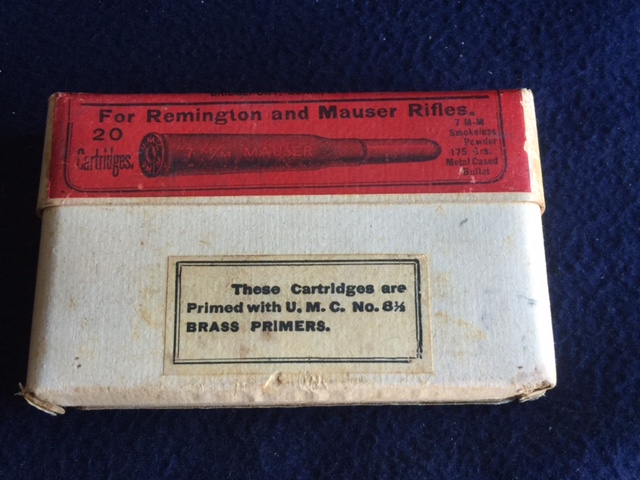 For Remington and Mauser Rifles.
20
Cartridges.
MAUSER
7 M-M
Smokeless
Powder
175 Grs.
Metal Cased
Bullet
These Cartridges are
Primed with U. M. C. No. 8½
BRASS PRIMERS.